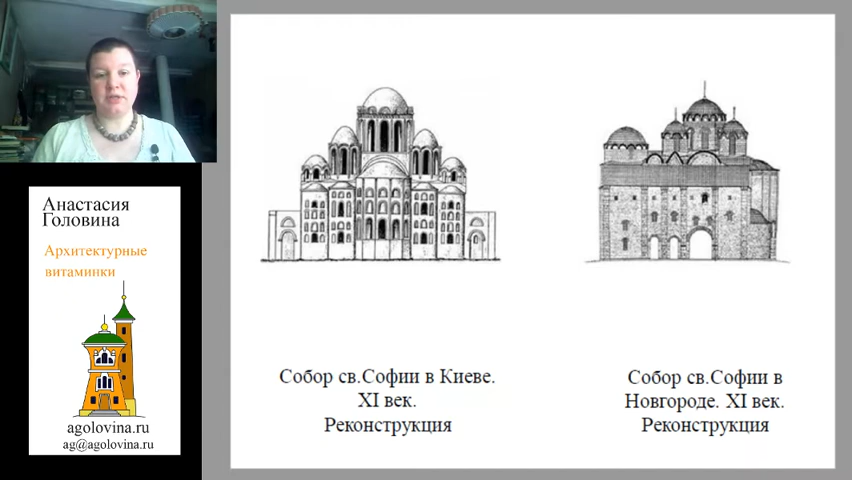 Анастасия
Головина
Архитектурные
витаминки
agolovina.ru
ag@agolovina.ru
Собор св.Софии в Киеве.
XI век.
Реконструкция
Собор св.Софии в
Новгороде. XI век.
Реконструкция